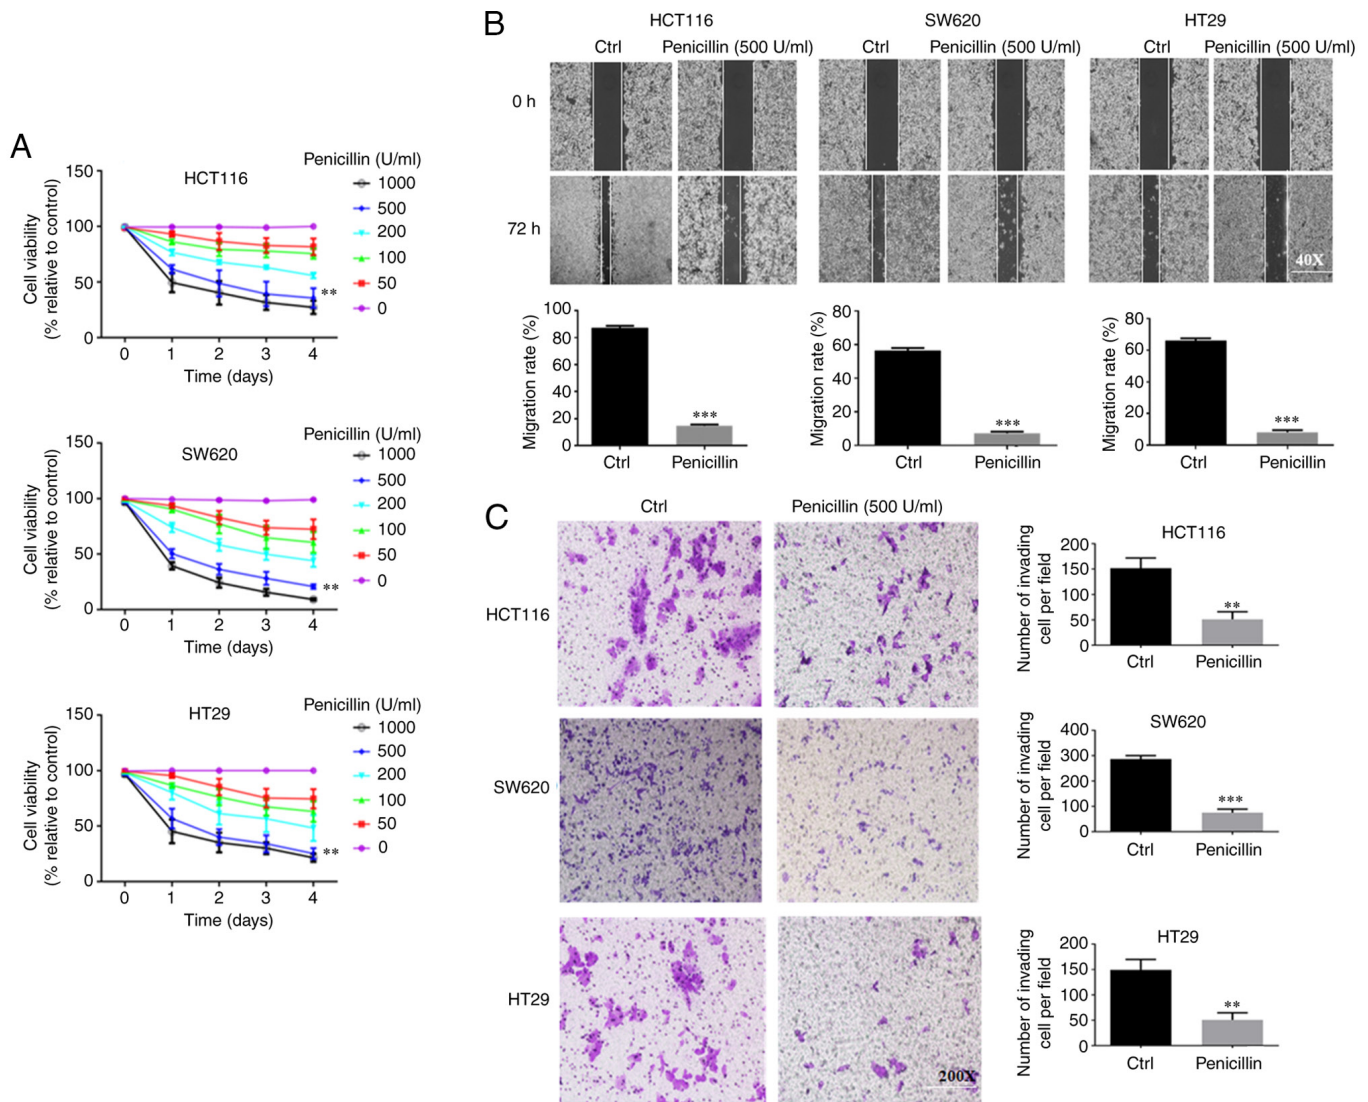 A
Penicillin (U/ml)
HCT116
1000
500
200
100
50
0
Cell viability
(% relative to control)
150
100
50
0
**
0 1 2 3 4
Time (days)
Penicillin (U/ml)
SW620
1000
500
200
100
50
0
Cell viability
(% relative to control)
150
100
50
0
**
0 1 2 3 4
Time (days)
Penicillin (U/ml)
HT29
1000
500
200
100
50
0
Cell viability
(% relative to control)
150
100
50
0
**
0 1 2 3 4
Time (days)
B
HCT116 SW620 HT29
Ctrl Penicillin (500 U/ml) Ctrl Penicillin (500 U/ml) Ctrl Penicillin (500 U/ml)
0 h
72 h
40X
Migration rate (%)
100
80
60
40
20
0
***
Ctrl Penicillin
Migration rate (%)
80
60
40
20
0
***
Ctrl Penicillin
Migration rate (%)
80
60
40
20
0
***
Ctrl Penicillin
C
Ctrl Penicillin (500 U/ml)
HCT116
SW620
HT29
200X
HCT116
Number of invading
cell per field
200
150
100
50
0
**
Ctrl Penicillin
SW620
Number of invading
cell per field
400
300
200
100
0
***
Ctrl Penicillin
HT29
Number of invading
cell per field
200
150
100
50
0
**
Ctrl Penicillin